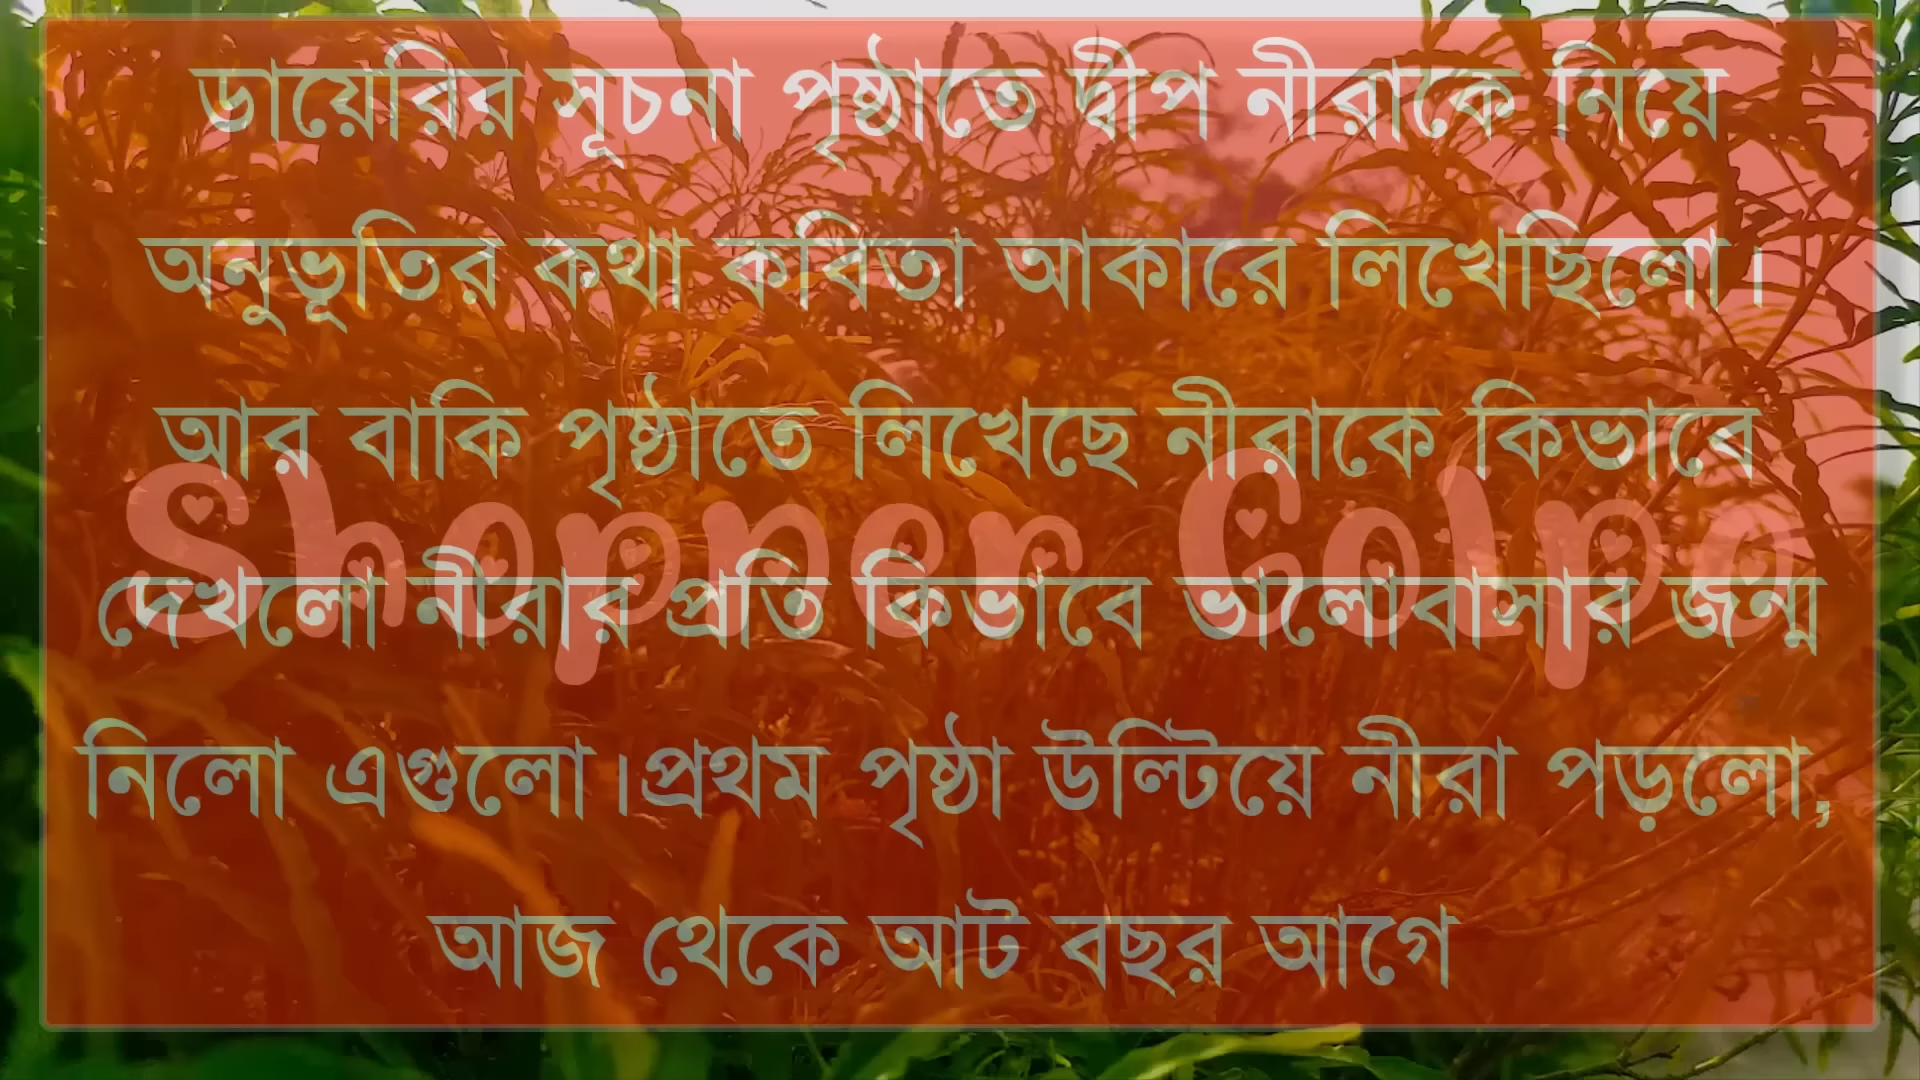 ডায়েরির সূচনা পৃষ্ঠাতে দ্বীপ নীরাকে নিয়ে
অনুভূতির কথা কবিতা আকারে লিখেছিলো।
আর বাকি পৃষ্ঠাতে লিখেছে নীরাকে কিভাবে
Shopner Golpo
দেখলো নীরার প্রতি কিভাবে ভালোবাসার জন্ম
নিলো এগুলো।প্রথম পৃষ্ঠা উল্টিয়ে নীরা পড়লো,
আজ থেকে আট বছর আগে